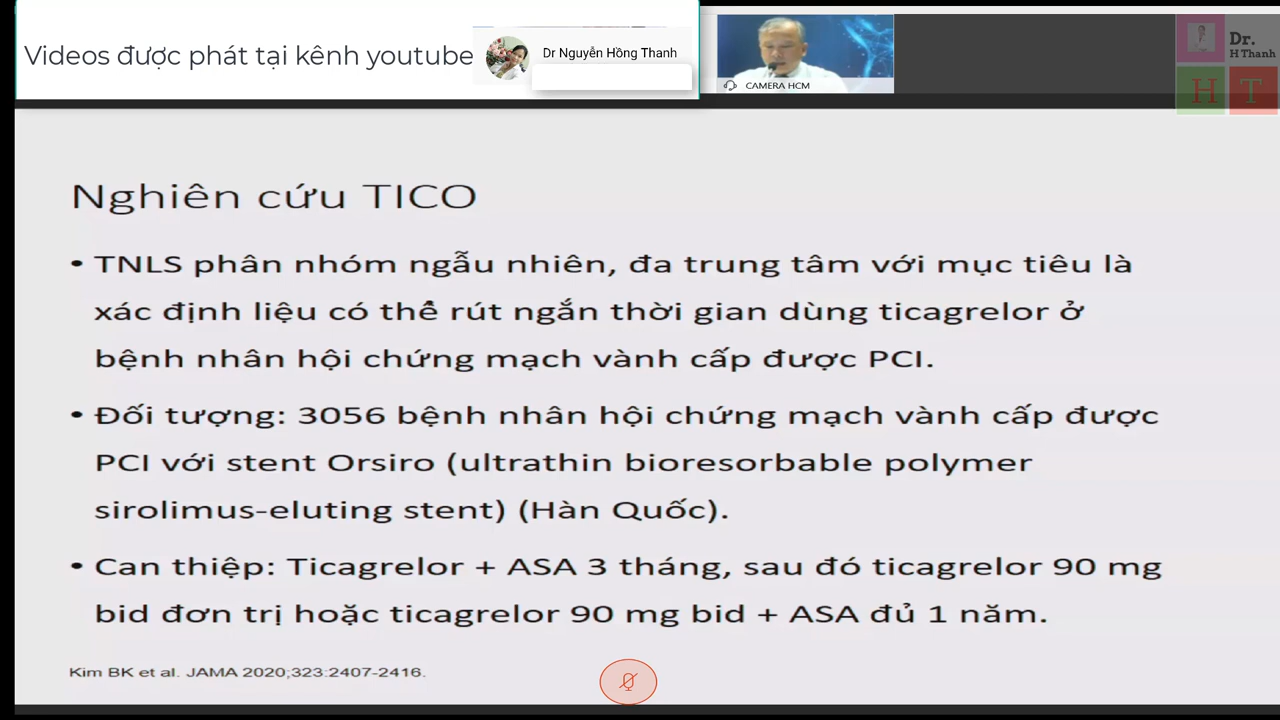 Videos được phát tại kênh youtube
Dr Nguyễn Hồng Thanh
CAMERA HCM
Dr.
H Thanh
H T
Nghiên cứu TICO
• TNLS phân nhóm ngẫu nhiên, đa trung tâm với mục tiêu là
xác định liệu có thể rút ngắn thời gian dùng ticagrelor ở
bệnh nhân hội chứng mạch vành cấp được PCI.
• Đối tượng: 3056 bệnh nhân hội chứng mạch vành cấp được
PCI với stent Orsiro (ultrathin bioresorbable polymer
sirolimus-eluting stent) (Hàn Quốc).
• Can thiệp: Ticagrelor + ASA 3 tháng, sau đó ticagrelor 90 mg
bid đơn trị hoặc ticagrelor 90 mg bid + ASA đủ 1 năm.
Kim BK et al. JAMA 2020;323:2407-2416.